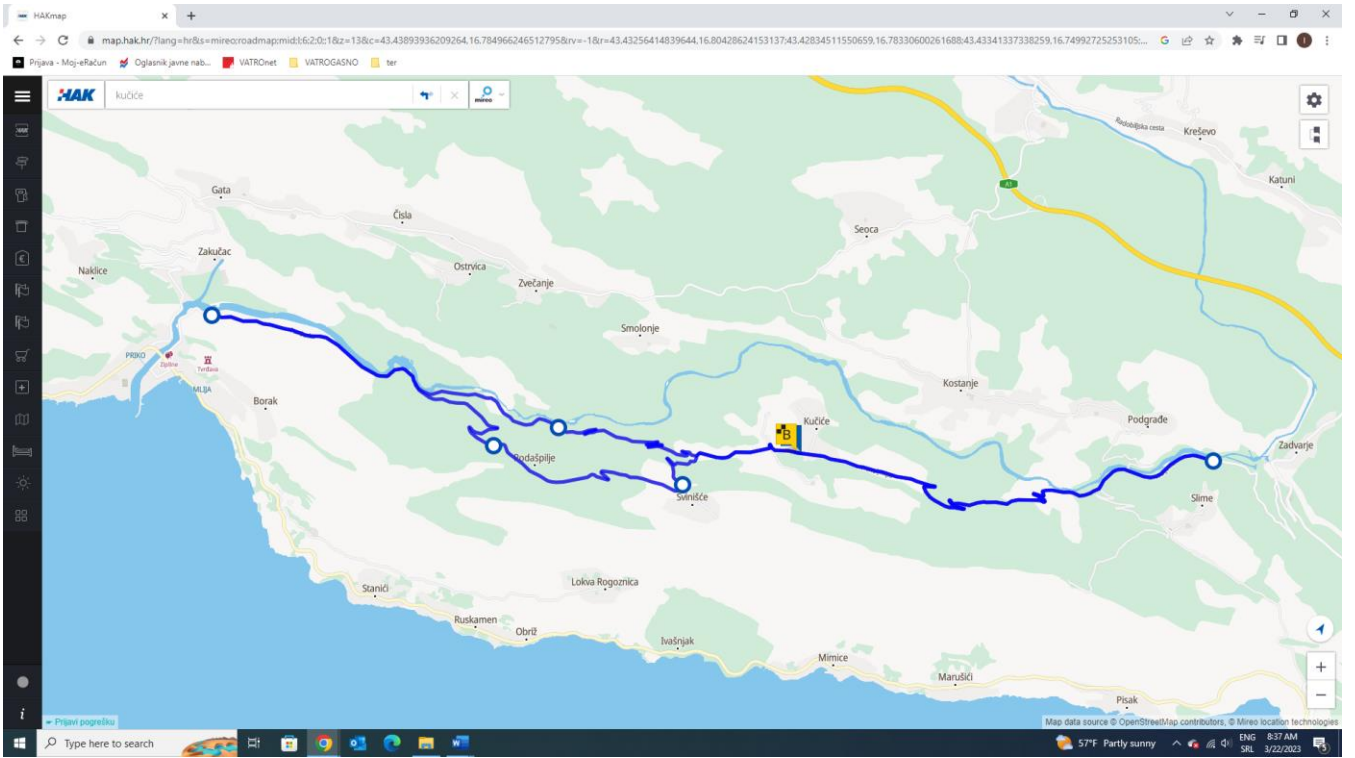 HAKmap
map.hak.hr/?lang=hr&s=mireo;roadmap;mid;l;6;2;0;;1&z=13&c=43.43893936209264,16.784966246512795&rv=-1&r=43.43256414839644,16.80428624153137;43.42834511550659,16.78330600261688;43.43341337338259,16.74992725253105;...
Prijava - Moj-eRačun
Oglasnik javne nab...
VATROnet
VATROGASNO
ter
HAK
kučiće
mireo
Radobiljska cesta
Kreševo
Katuni
A1
Gata
Čisla
Seoca
Zakučac
Naklice
Ostrvica
Zvečanje
Smolonje
PRIKO
Zipline
Tvrđava
MLIJA
Borak
Kostanje
Kučiće
B
Podgrađe
Zadvarje
Podašpilje
Svinišće
Slime
Stanići
Lokva Rogoznica
Ruskamen
Obriž
Ivašnjak
Mimice
Marušići
Pisak
Prijavi pogrešku
Map data source © OpenStreetMap contributors, © Mireo location technologies
Type here to search
57°F Partly sunny
ENG
SRL
8:37 AM
3/22/2023